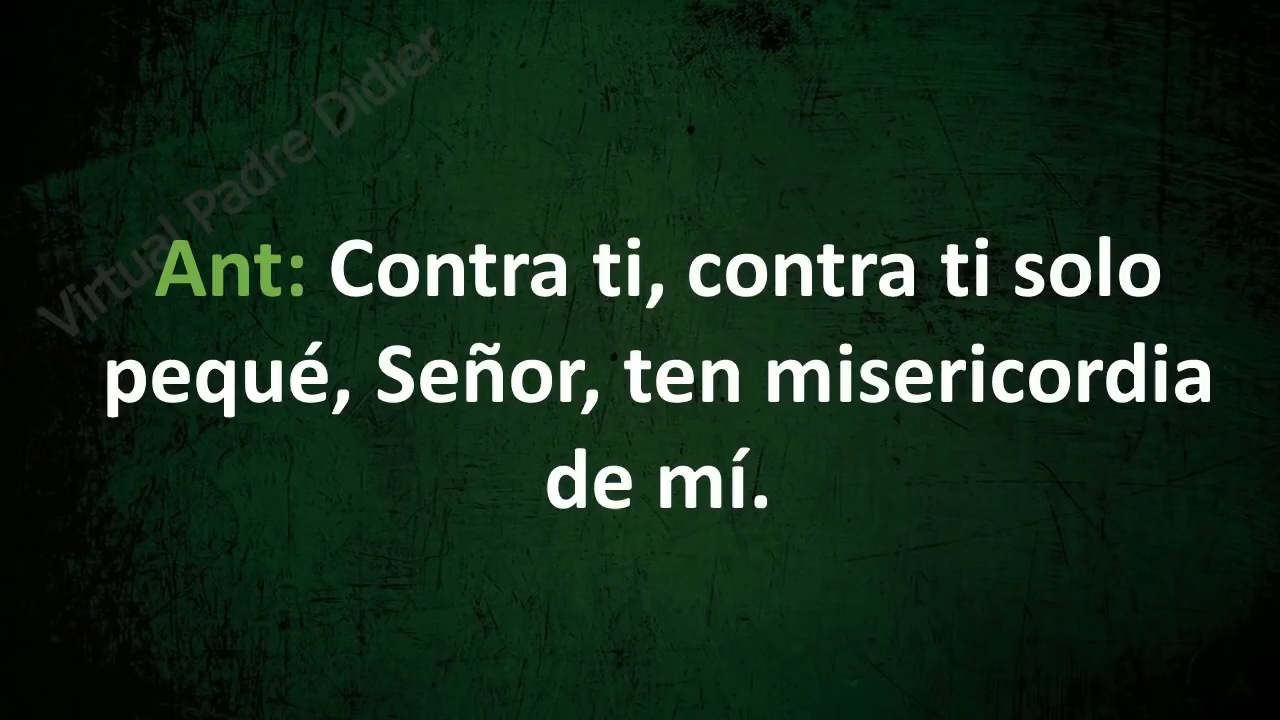 Virtual Padre Didier
Ant: Contra ti, contra ti solo
pequé, Señor, ten misericordia
de mí.